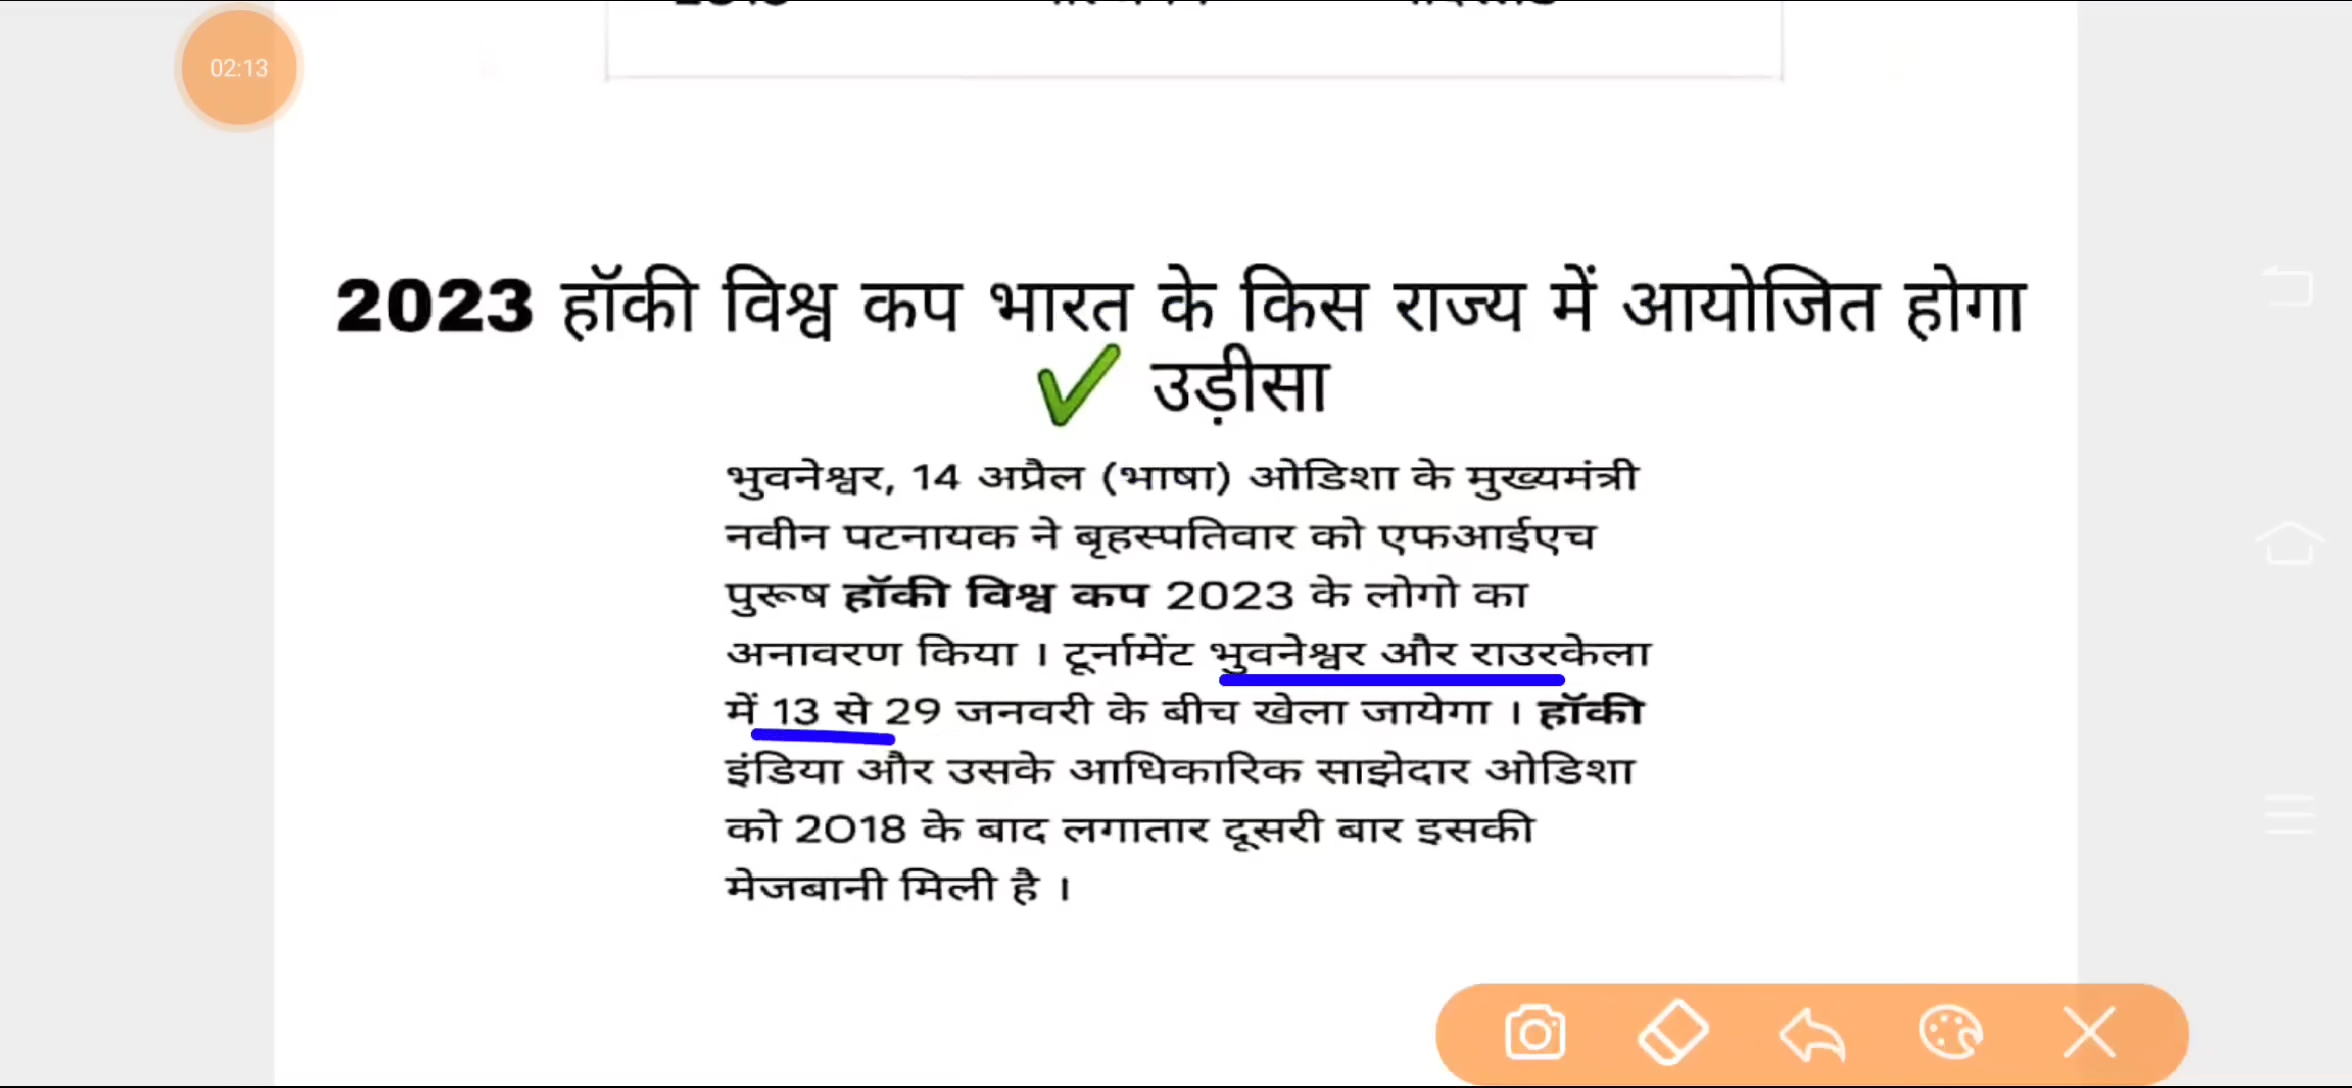 02:13
2023 हॉकी विश्व कप भारत के किस राज्य में आयोजित होगा
✔ उड़ीसा
भुवनेश्वर, 14 अप्रैल (भाषा) ओडिशा के मुख्यमंत्री
नवीन पटनायक ने बृहस्पतिवार को एफआईएच
पुरूष हॉकी विश्व कप 2023 के लोगो का
अनावरण किया । टूर्नामेंट भुवनेश्वर और राउरकेला
में 13 से 29 जनवरी के बीच खेला जायेगा । हॉकी
इंडिया और उसके आधिकारिक साझेदार ओडिशा
को 2018 के बाद लगातार दूसरी बार इसकी
मेजबानी मिली है ।